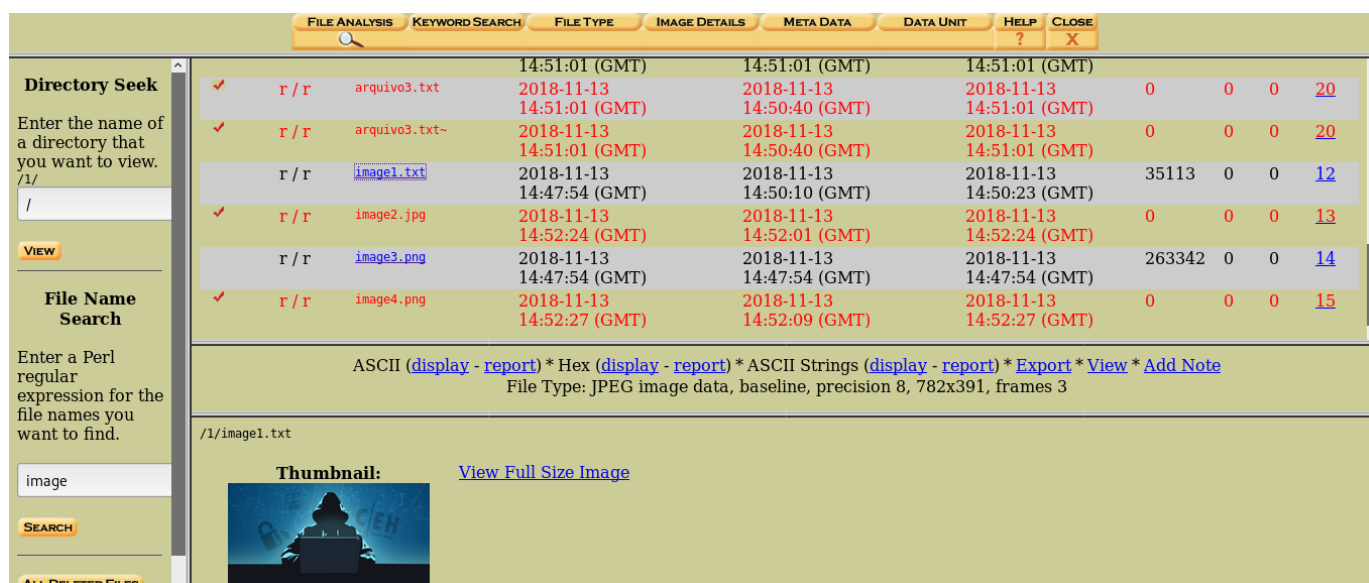 FILE ANALYSIS KEYWORD SEARCH FILE TYPE IMAGE DETAILS META DATA DATA UNIT HELP CLOSE
? X
Directory Seek
Enter the name of
a directory that
you want to view.
/1/
/
VIEW
File Name
Search
Enter a Perl
regular
expression for the
file names you
want to find.
image
SEARCH
ALL DELETED FILES
14:51:01 (GMT) 14:51:01 (GMT) 14:51:01 (GMT)
r / r arquivo3.txt 2018-11-13 2018-11-13 2018-11-13 0 0 0 20
14:51:01 (GMT) 14:50:40 (GMT) 14:51:01 (GMT)
r / r arquivo3.txt~ 2018-11-13 2018-11-13 2018-11-13 0 0 0 20
14:51:01 (GMT) 14:50:40 (GMT) 14:51:01 (GMT)
r / r image1.txt 2018-11-13 2018-11-13 2018-11-13 35113 0 0 12
14:47:54 (GMT) 14:50:10 (GMT) 14:50:23 (GMT)
r / r image2.jpg 2018-11-13 2018-11-13 2018-11-13 0 0 0 13
14:52:24 (GMT) 14:52:01 (GMT) 14:52:24 (GMT)
r / r image3.png 2018-11-13 2018-11-13 2018-11-13 263342 0 0 14
14:47:54 (GMT) 14:47:54 (GMT) 14:47:54 (GMT)
r / r image4.png 2018-11-13 2018-11-13 2018-11-13 0 0 0 15
14:52:27 (GMT) 14:52:09 (GMT) 14:52:27 (GMT)
ASCII (display - report) * Hex (display - report) * ASCII Strings (display - report) * Export * View * Add Note
File Type: JPEG image data, baseline, precision 8, 782x391, frames 3
/1/image1.txt
Thumbnail: View Full Size Image
C|EH